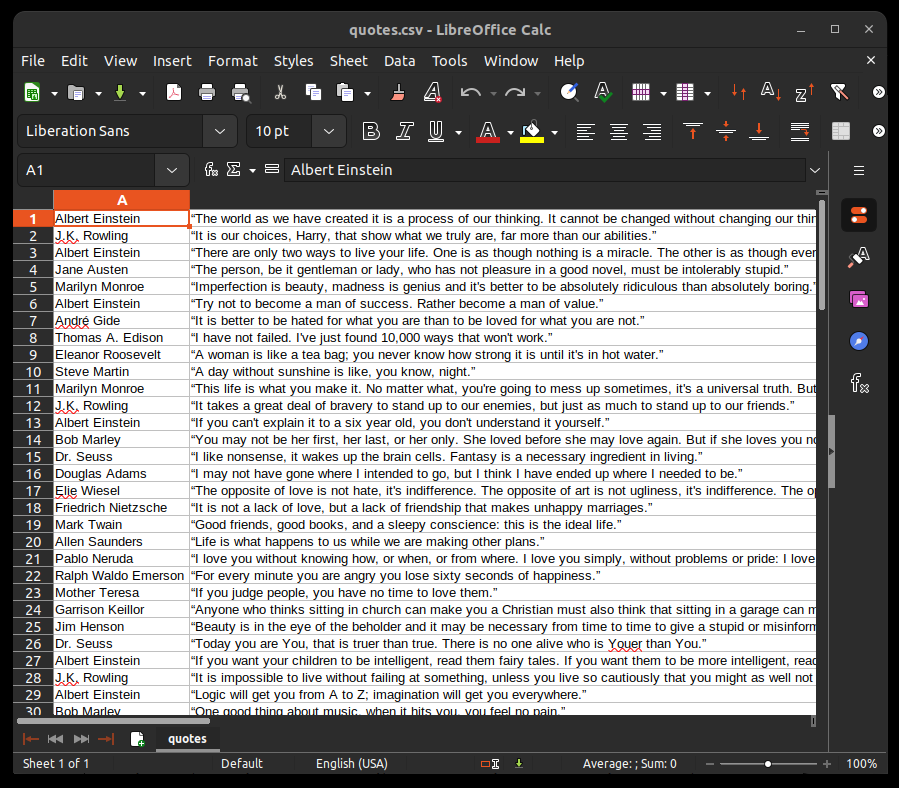 quotes.csv - LibreOffice Calc
File Edit View Insert Format Styles Sheet Data Tools Window Help
Liberation Sans 10 pt
A1 Albert Einstein
A
1 Albert Einstein “The world as we have created it is a process of our thinking. It cannot be changed without changing our thin
2 J.K. Rowling “It is our choices, Harry, that show what we truly are, far more than our abilities.”
3 Albert Einstein “There are only two ways to live your life. One is as though nothing is a miracle. The other is as though ever
4 Jane Austen “The person, be it gentleman or lady, who has not pleasure in a good novel, must be intolerably stupid.”
5 Marilyn Monroe “Imperfection is beauty, madness is genius and it's better to be absolutely ridiculous than absolutely boring.”
6 Albert Einstein “Try not to become a man of success. Rather become a man of value.”
7 André Gide “It is better to be hated for what you are than to be loved for what you are not.”
8 Thomas A. Edison “I have not failed. I've just found 10,000 ways that won't work.”
9 Eleanor Roosevelt “A woman is like a tea bag; you never know how strong it is until it's in hot water.”
10 Steve Martin “A day without sunshine is like, you know, night.”
11 Marilyn Monroe “This life is what you make it. No matter what, you're going to mess up sometimes, it's a universal truth. But
12 J.K. Rowling “It takes a great deal of bravery to stand up to our enemies, but just as much to stand up to our friends.”
13 Albert Einstein “If you can't explain it to a six year old, you don't understand it yourself.”
14 Bob Marley “You may not be her first, her last, or her only. She loved before she may love again. But if she loves you no
15 Dr. Seuss “I like nonsense, it wakes up the brain cells. Fantasy is a necessary ingredient in living.”
16 Douglas Adams “I may not have gone where I intended to go, but I think I have ended up where I needed to be.”
17 Elie Wiesel “The opposite of love is not hate, it's indifference. The opposite of art is not ugliness, it's indifference. The op
18 Friedrich Nietzsche “It is not a lack of love, but a lack of friendship that makes unhappy marriages.”
19 Mark Twain “Good friends, good books, and a sleepy conscience: this is the ideal life.”
20 Allen Saunders “Life is what happens to us while we are making other plans.”
21 Pablo Neruda “I love you without knowing how, or when, or from where. I love you simply, without problems or pride: I love
22 Ralph Waldo Emerson “For every minute you are angry you lose sixty seconds of happiness.”
23 Mother Teresa “If you judge people, you have no time to love them.”
24 Garrison Keillor “Anyone who thinks sitting in church can make you a Christian must also think that sitting in a garage can m
25 Jim Henson “Beauty is in the eye of the beholder and it may be necessary from time to time to give a stupid or misinform
26 Dr. Seuss “Today you are You, that is truer than true. There is no one alive who is Youer than You.”
27 Albert Einstein “If you want your children to be intelligent, read them fairy tales. If you want them to be more intelligent, read
28 J.K. Rowling “It is impossible to live without failing at something, unless you live so cautiously that you might as well not
29 Albert Einstein “Logic will get you from A to Z; imagination will get you everywhere.”
30 Bob Marley “One good thing about music, when it hits you, you feel no pain.”
quotes
Sheet 1 of 1 Default English (USA) Average: ; Sum: 0 100%